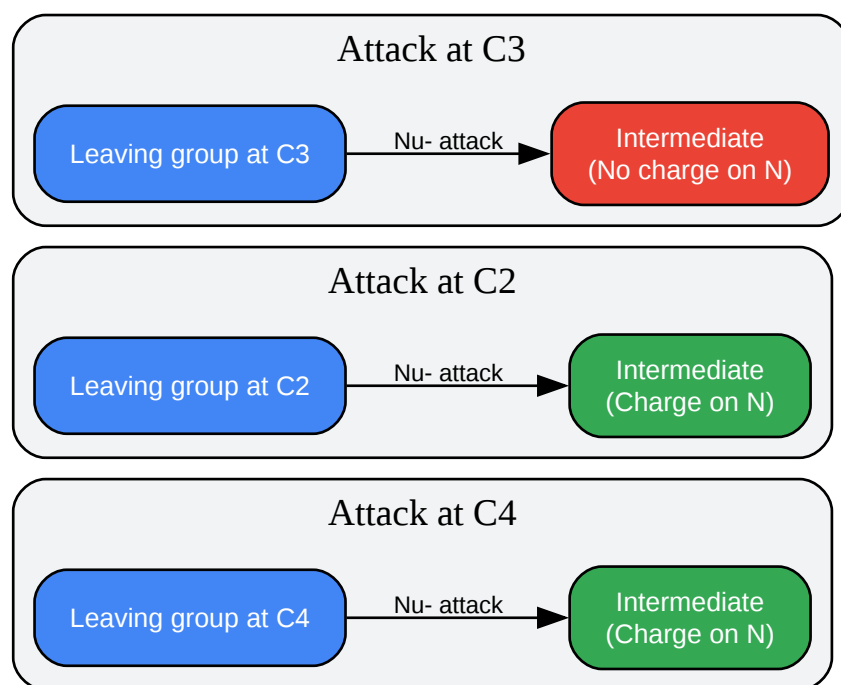 Attack at C3
Leaving group at C3
Nu- attack
Intermediate
(No charge on N)
Attack at C2
Leaving group at C2
Nu- attack
Intermediate
(Charge on N)
Attack at C4
Leaving group at C4
Nu- attack
Intermediate
(Charge on N)